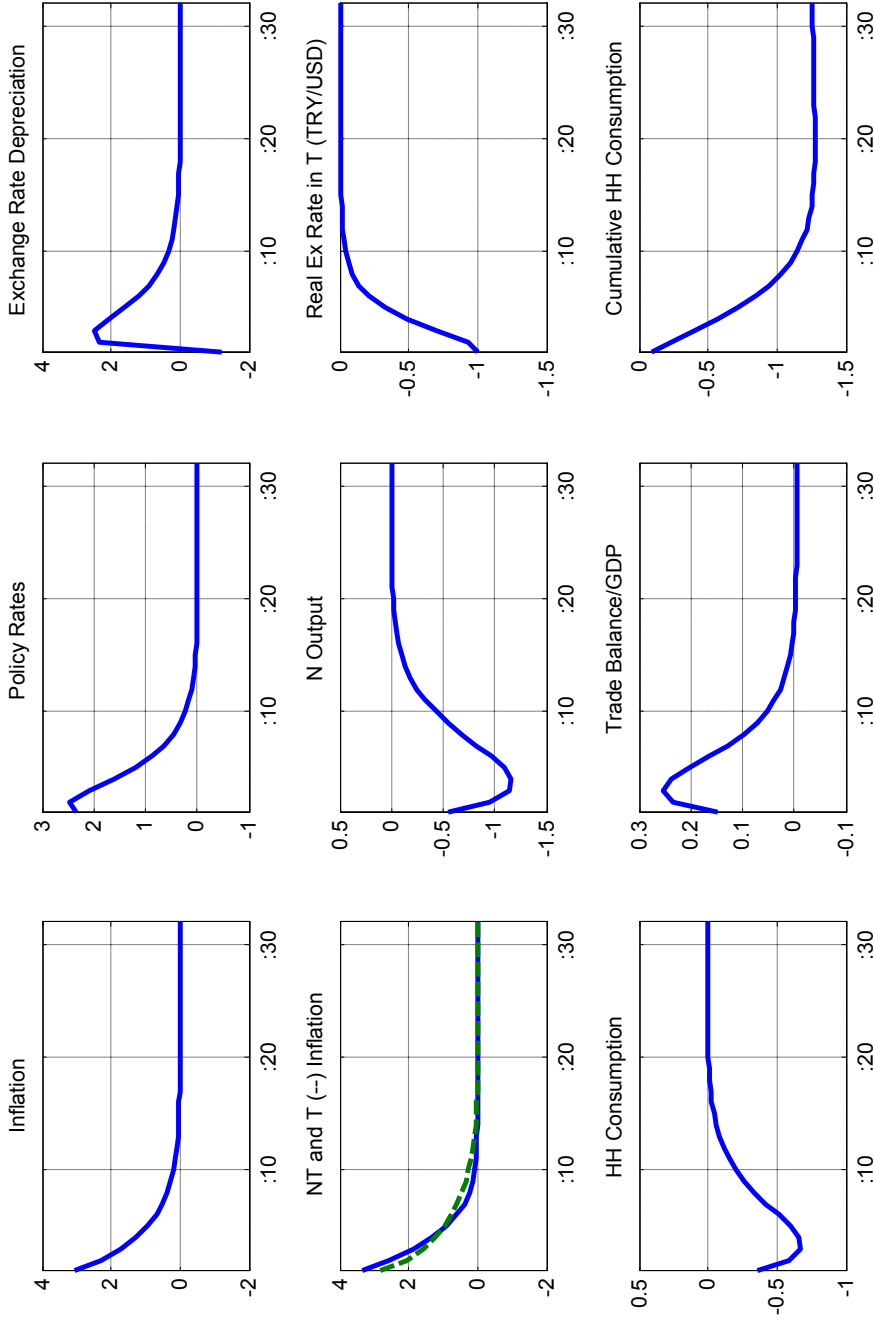 Inflation
4
2
0
-2
:10 :20 :30
Policy Rates
3
2
1
0
-1
:10 :20 :30
Exchange Rate Depreciation
4
2
0
-2
:10 :20 :30
NT and T (--) Inflation
4
2
0
-2
:10 :20 :30
N Output
0.5
0
-0.5
-1
-1.5
:10 :20 :30
Real Ex Rate in T (TRY/USD)
0
-0.5
-1
-1.5
:10 :20 :30
HH Consumption
0.5
0
-0.5
-1
:10 :20 :30
Trade Balance/GDP
0.3
0.2
0.1
0
-0.1
:10 :20 :30
Cumulative HH Consumption
0
-0.5
-1
-1.5
:10 :20 :30